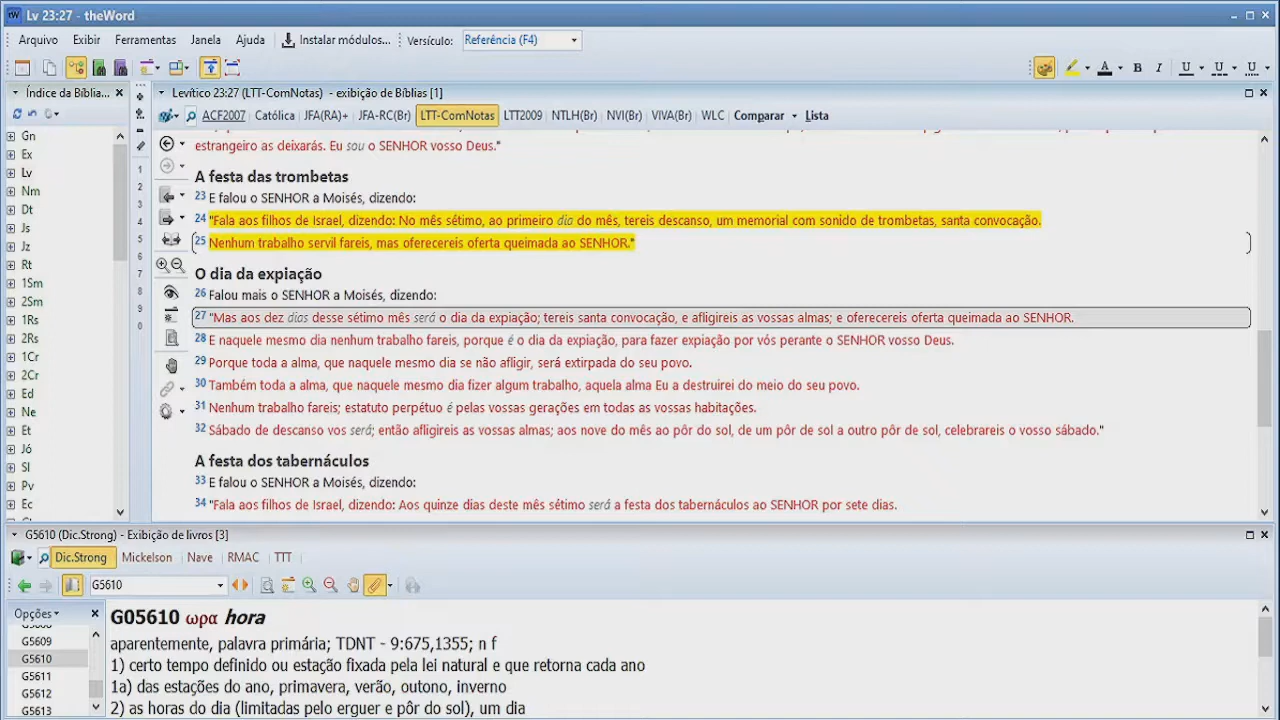 Lv 23:27 - theWord
Arquivo Exibir Ferramentas Janela Ajuda Instalar módulos... Versículo: Referência (F4)
Índice da Bíblia...
Levítico 23:27 (LTT-ComNotas) - exibição de Bíblias [1]
ACF2007 Católica JFA(RA)+ JFA-RC(Br) LTT-ComNotas LTT2009 NTLH(Br) NVI(Br) VIVA(Br) WLC Comparar Lista
Gn
Ex
Lv
Nm
Dt
Js
Jz
Rt
1Sm
2Sm
1Rs
2Rs
1Cr
2Cr
Ed
Ne
Et
Jó
Sl
Pv
Ec
1
2
3
4
5
6
7
8
9
0
estrangeiro as deixarás. Eu sou o SENHOR vosso Deus."
A festa das trombetas
23 E falou o SENHOR a Moisés, dizendo:
24 "Fala aos filhos de Israel, dizendo: No mês sétimo, ao primeiro dia do mês, tereis descanso, um memorial com sonido de trombetas, santa convocação.
25 Nenhum trabalho servil fareis, mas oferecereis oferta queimada ao SENHOR."
O dia da expiação
26 Falou mais o SENHOR a Moisés, dizendo:
27 "Mas aos dez dias desse sétimo mês será o dia da expiação; tereis santa convocação, e afligireis as vossas almas; e oferecereis oferta queimada ao SENHOR.
28 E naquele mesmo dia nenhum trabalho fareis, porque é o dia da expiação, para fazer expiação por vós perante o SENHOR vosso Deus.
29 Porque toda a alma, que naquele mesmo dia se não afligir, será extirpada do seu povo.
30 Também toda a alma, que naquele mesmo dia fizer algum trabalho, aquela alma Eu a destruirei do meio do seu povo.
31 Nenhum trabalho fareis; estatuto perpétuo é pelas vossas gerações em todas as vossas habitações.
32 Sábado de descanso vos será; então afligireis as vossas almas; aos nove do mês ao pôr do sol, de um pôr de sol a outro pôr de sol, celebrareis o vosso sábado."
A festa dos tabernáculos
33 E falou o SENHOR a Moisés, dizendo:
34 "Fala aos filhos de Israel, dizendo: Aos quinze dias deste mês sétimo será a festa dos tabernáculos ao SENHOR por sete dias.
G5610 (Dic.Strong) - Exibição de livros [3]
Dic.Strong Mickelson Nave RMAC TTT
G5610
Opções
G5609
G5610
G5611
G5612
G5613
G05610 ωρα hora
aparentemente, palavra primária; TDNT - 9:675,1355; n f
1) certo tempo definido ou estação fixada pela lei natural e que retorna cada ano
1a) das estações do ano, primavera, verão, outono, inverno
2) as horas do dia (limitadas pelo erguer e pôr do sol), um dia